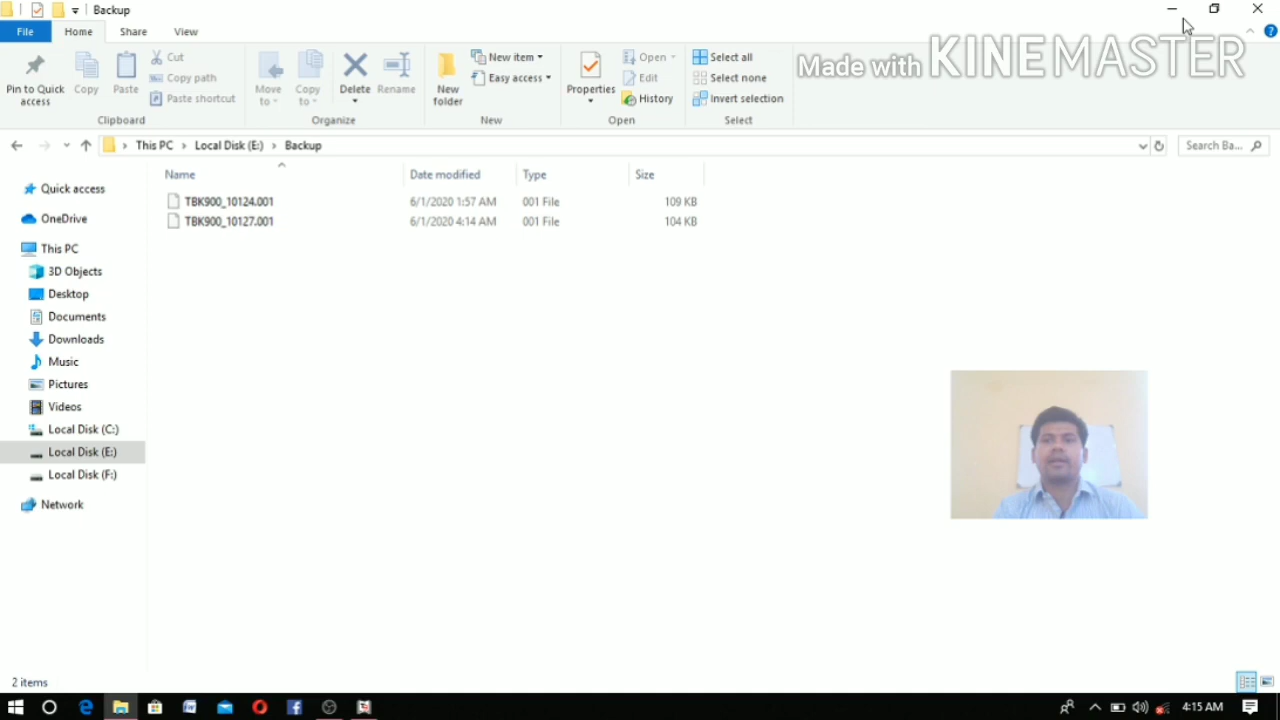 Backup
File Home Share View
Pin to Quick access
Copy
Paste
Cut
Copy path
Paste shortcut
Clipboard
Move to
Copy to
Delete
Rename
Organize
New folder
New item
Easy access
New
Properties
Open
Edit
History
Open
Select all
Select none
Invert selection
Select
Made with KINEMASTER
This PC Local Disk (E:) Backup
Search Ba...
Name Date modified Type Size
TBK900_10124.001 6/1/2020 1:57 AM 001 File 109 KB
TBK900_10127.001 6/1/2020 4:14 AM 001 File 104 KB
Quick access
OneDrive
This PC
3D Objects
Desktop
Documents
Downloads
Music
Pictures
Videos
Local Disk (C:)
Local Disk (E:)
Local Disk (F:)
Network
2 items
4:15 AM